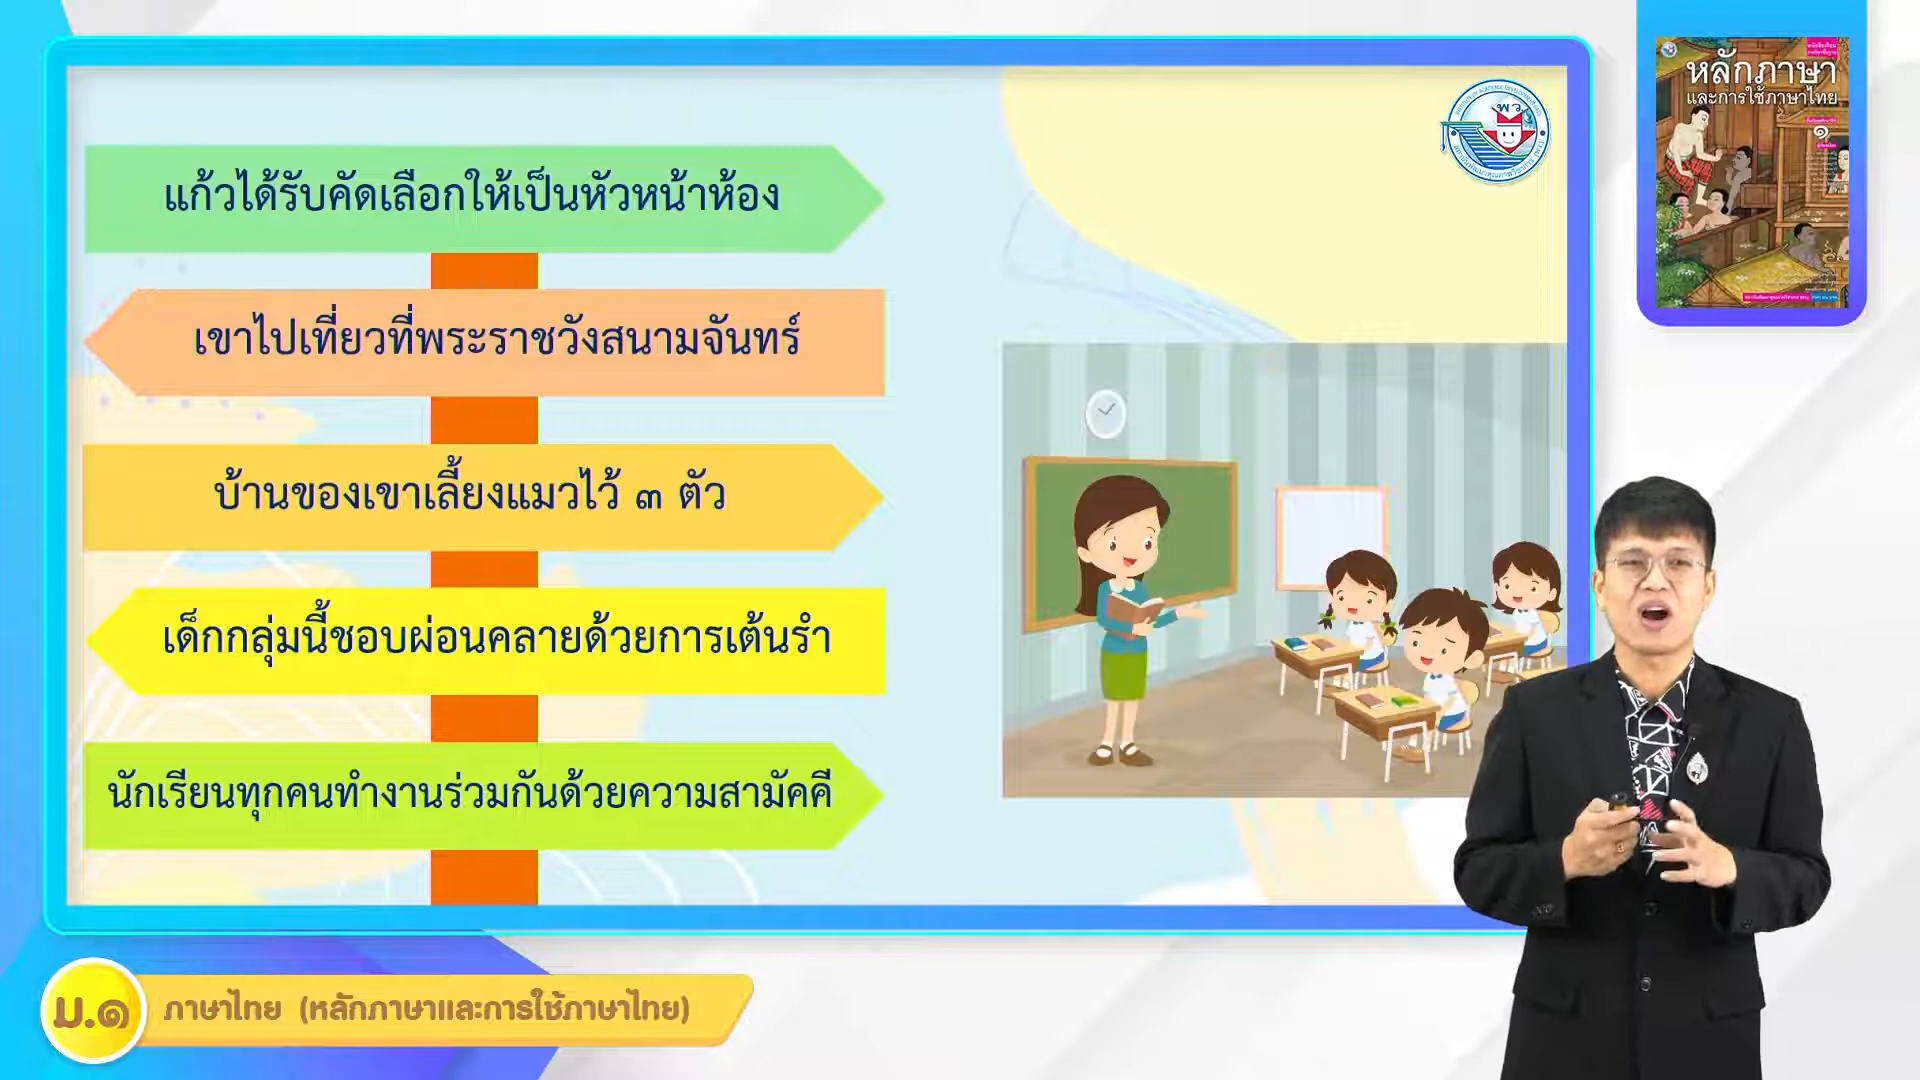 แก้วได้รับคัดเลือกให้เป็นหัวหน้าห้อง
เขาไปเที่ยวที่พระราชวังสนามจันทร์
บ้านของเขาเลี้ยงแมวไว้ ๓ ตัว
เด็กกลุ่มนี้ชอบผ่อนคลายด้วยการเต้นรำ
นักเรียนทุกคนทำงานร่วมกันด้วยความสามัคคี
พว
หลักภาษา
และการใช้ภาษาไทย
๑
ม.๑
ภาษาไทย (หลักภาษาและการใช้ภาษาไทย)